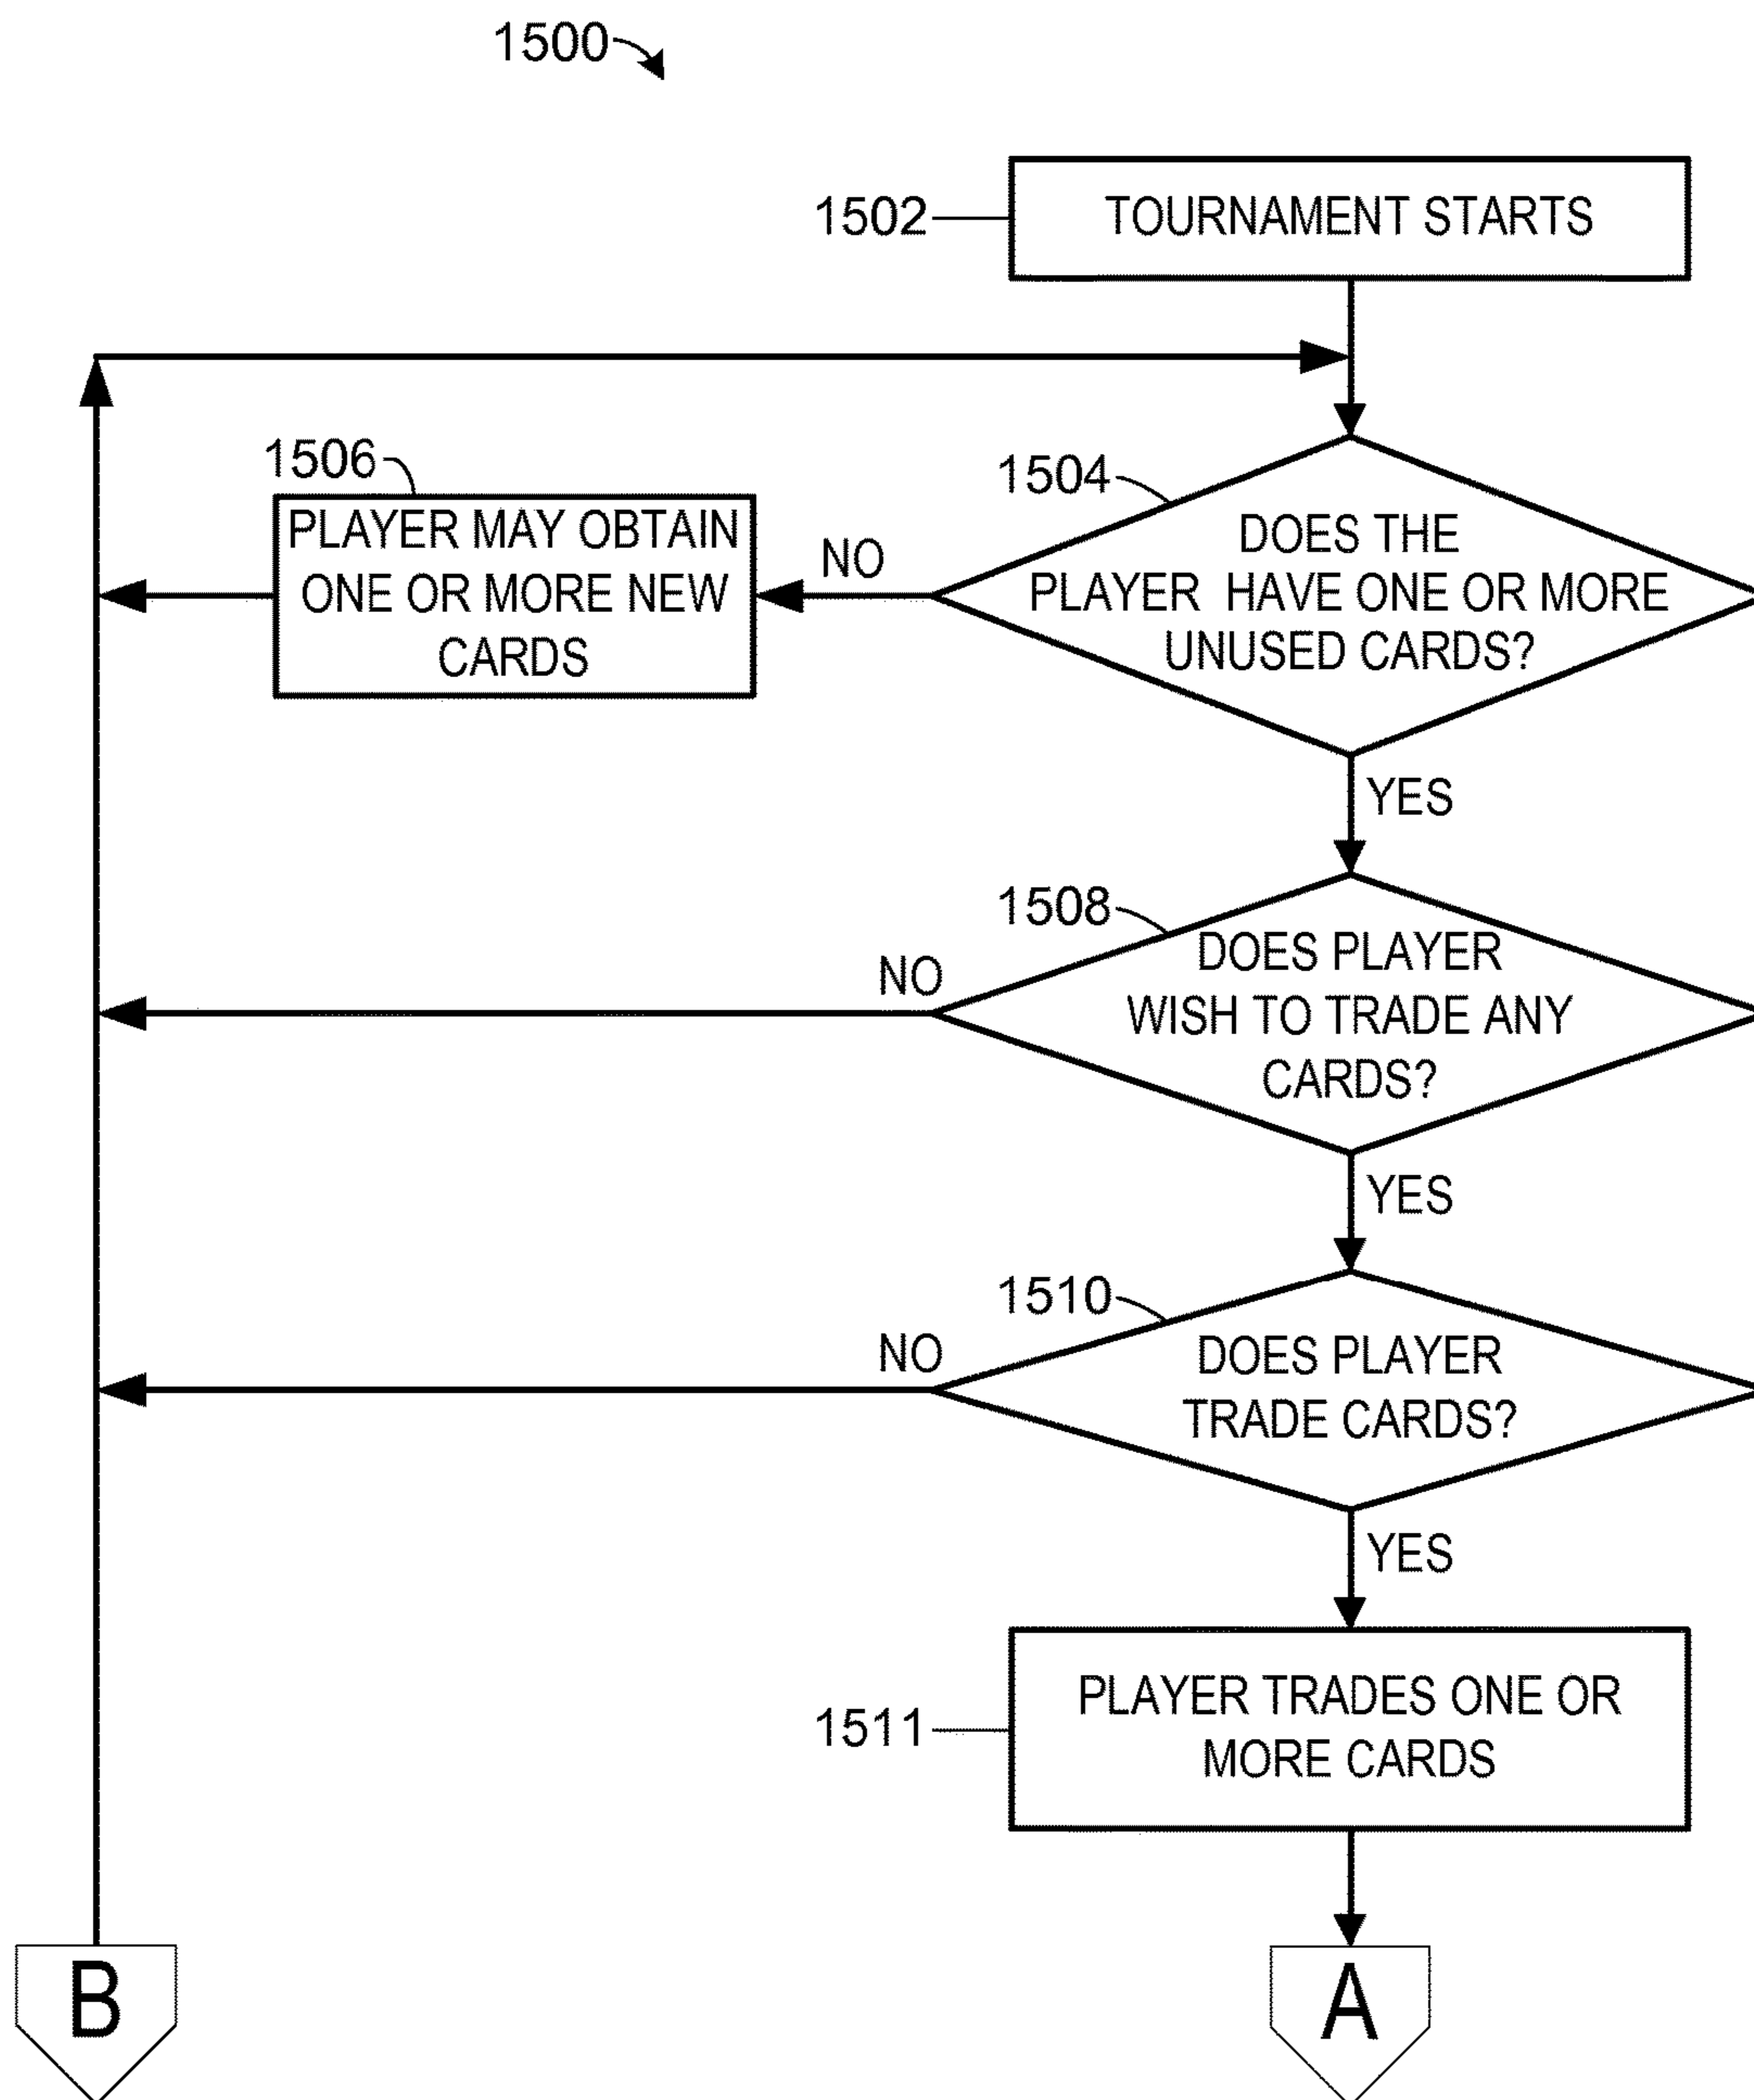 1500
1502
TOURNAMENT STARTS
1506
PLAYER MAY OBTAIN
ONE OR MORE NEW
CARDS
NO
1504
DOES THE
PLAYER HAVE ONE OR MORE
UNUSED CARDS?
YES
1508
NO
DOES PLAYER
WISH TO TRADE ANY
CARDS?
YES
1510
NO
DOES PLAYER
TRADE CARDS?
YES
1511
PLAYER TRADES ONE OR
MORE CARDS
B
A